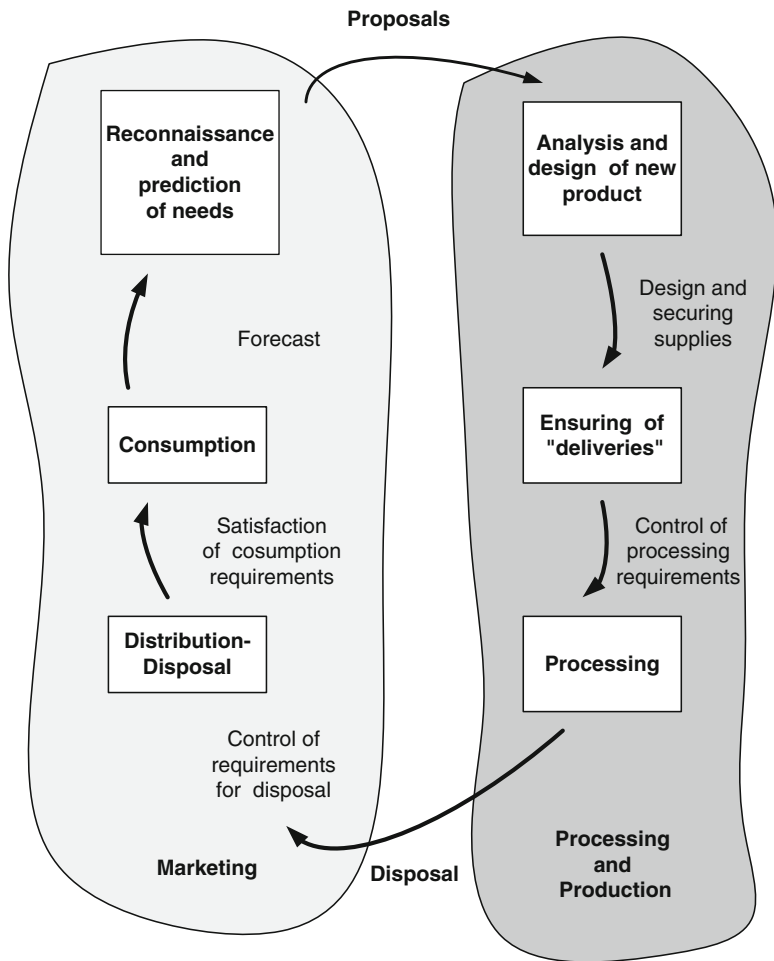 Proposals
Reconnaissance
and
prediction
of needs
Forecast
Consumption
Satisfaction
of cosumption
requirements
Distribution-
Disposal
Control of
requirements
for disposal
Marketing
Disposal
Analysis and
design of new
product
Design and
securing
supplies
Ensuring of
"deliveries"
Control of
processing
requirements
Processing
Processing
and
Production